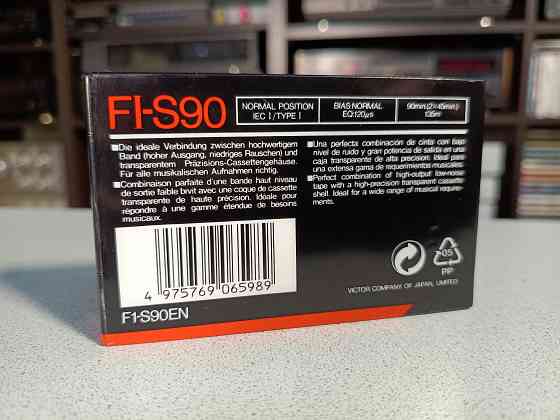 FI-S90
NORMAL POSITION
IEC I/TYPE I
BIAS NORMAL
EQ:120μS
90min.(2×45min.)
135m
■Die ideale Verbindung zwischen hochwertigem
Band (hoher Ausgang, niedriges Rauschen) und
transparentem Präzisions-Cassettengehäuse.
Für alle musikalischen Aufnahmen richtig.
■Combinaison parfaite d'une bande haut niveau
de sortie faible brvit avec une coque de cassette
transparente de haute précision. Idéale pour
répondre à une gamme étendue de besoins
musicaux.
■Una perfecta combinación de cinta con bajo
nivel de ruido y gran potencia de salida en una
caja transparente de alta precisión. Ideal para
una extensa gama de requerimientos musicales.
■Perfect combination of high-output low-noise
tape with a high-precision transparent cassette
shell. Ideal for a wide range of musical require-
ments.
4 975769 065989
05
PP
VICTOR COMPANY OF JAPAN, LIMITED
F1-S90EN